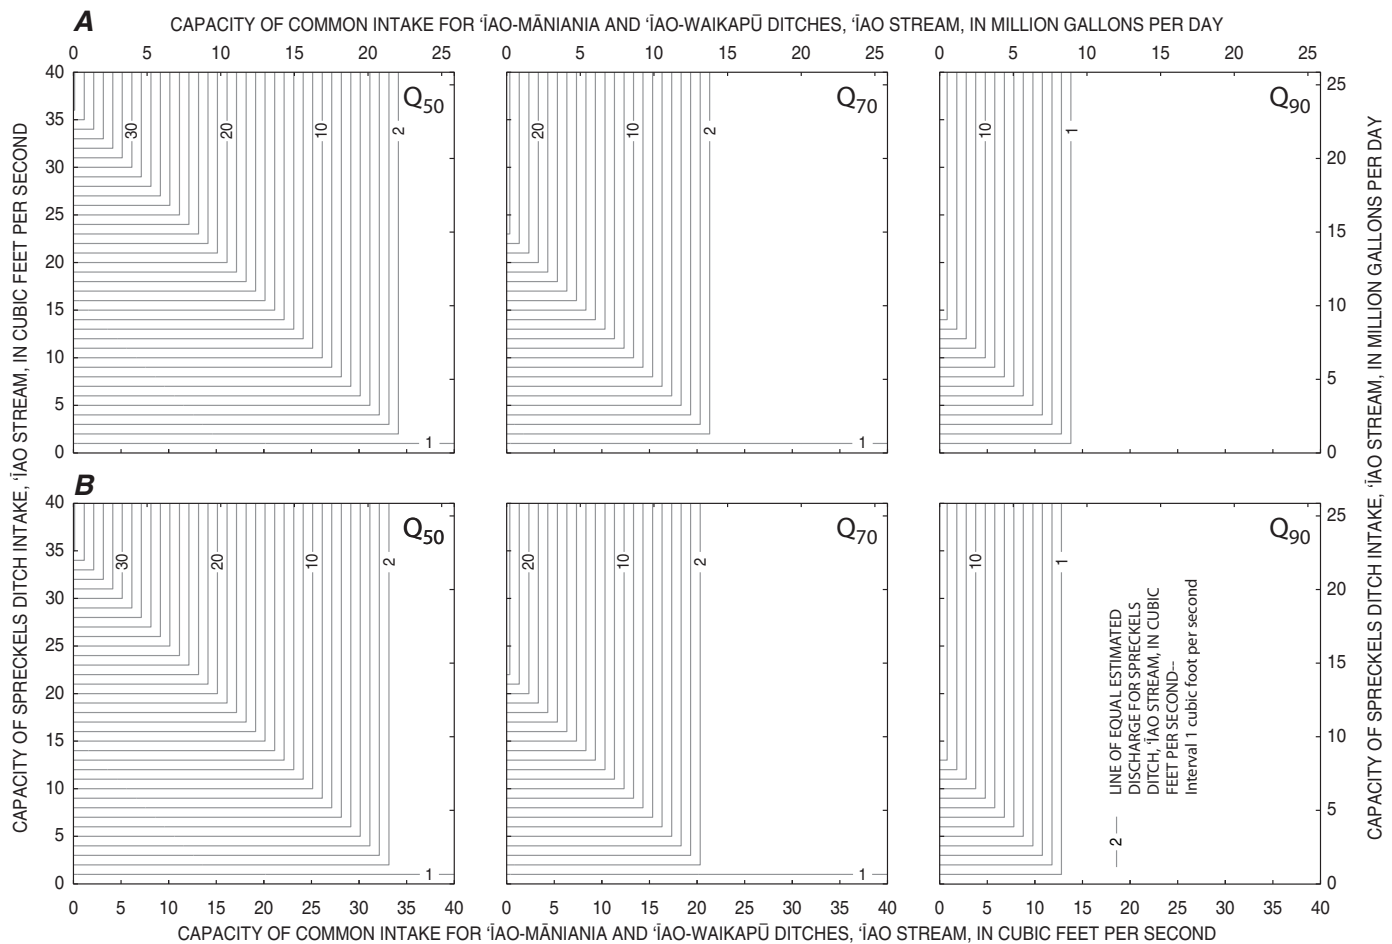 A CAPACITY OF COMMON INTAKE FOR ‘ĪAO-MĀNIANIA AND ‘ĪAO-WAIKAPŪ DITCHES, ‘ĪAO STREAM, IN MILLION GALLONS PER DAY
0 5 10 15 20 25 0 5 10 15 20 25 0 5 10 15 20 25
CAPACITY OF SPRECKELS DITCH INTAKE, ‘ĪAO STREAM, IN CUBIC FEET PER SECOND
40
35
30
25
20
15
10
5
0
Q50
30 20 10 2
1
Q70
20 10 2
1
Q90
10 1
25
20
15
10
5
0
B
40
35
30
25
20
15
10
5
0
Q50
30 20 10 2
1
Q70
20 10 2
1
Q90
10 1
2
LINE OF EQUAL ESTIMATED
DISCHARGE FOR SPRECKELS
DITCH, ‘ĪAO STREAM, IN CUBIC
FEET PER SECOND--
Interval 1 cubic foot per second
25
20
15
10
5
0
CAPACITY OF SPRECKELS DITCH INTAKE, ‘ĪAO STREAM, IN MILLION GALLONS PER DAY
0 5 10 15 20 25 30 35 40 0 5 10 15 20 25 30 35 40 0 5 10 15 20 25 30 35 40
CAPACITY OF COMMON INTAKE FOR ‘ĪAO-MĀNIANIA AND ‘ĪAO-WAIKAPŪ DITCHES, ‘ĪAO STREAM, IN CUBIC FEET PER SECOND